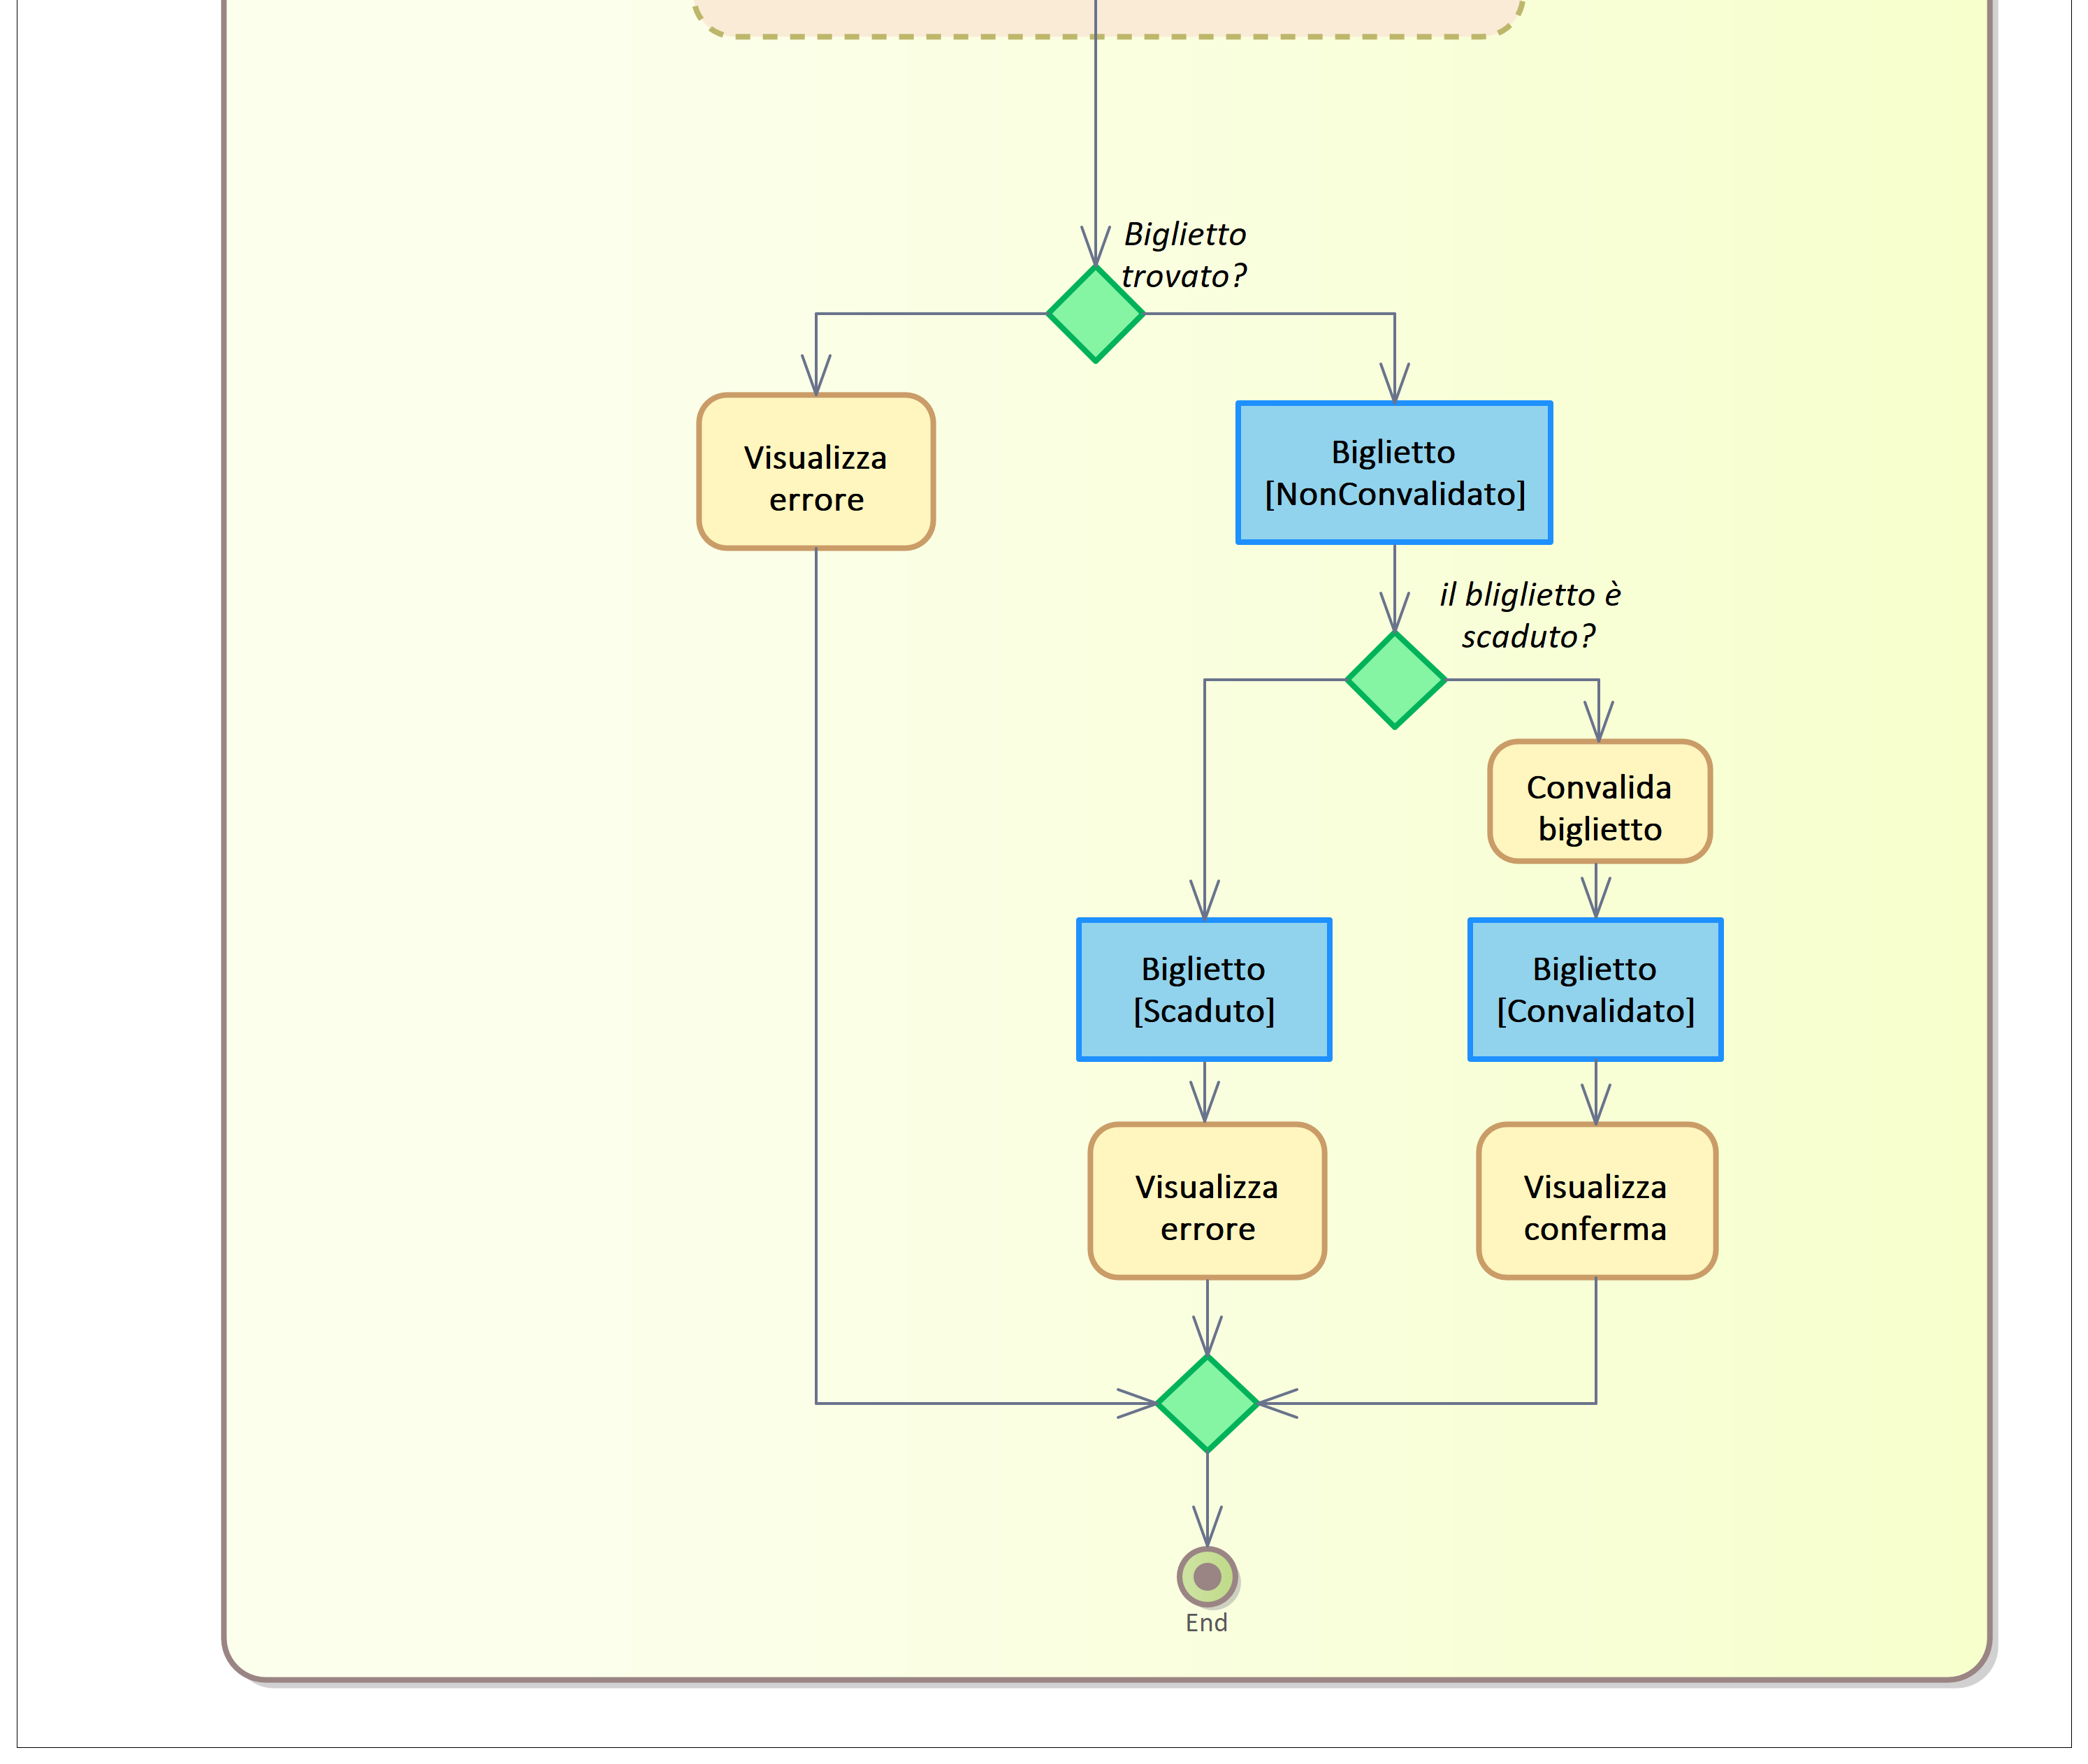 Biglietto
trovato?
Visualizza
errore
Biglietto
[NonConvalidato]
il bliglietto è
scaduto?
Convalida
biglietto
Biglietto
[Scaduto]
Biglietto
[Convalidato]
Visualizza
errore
Visualizza
conferma
End